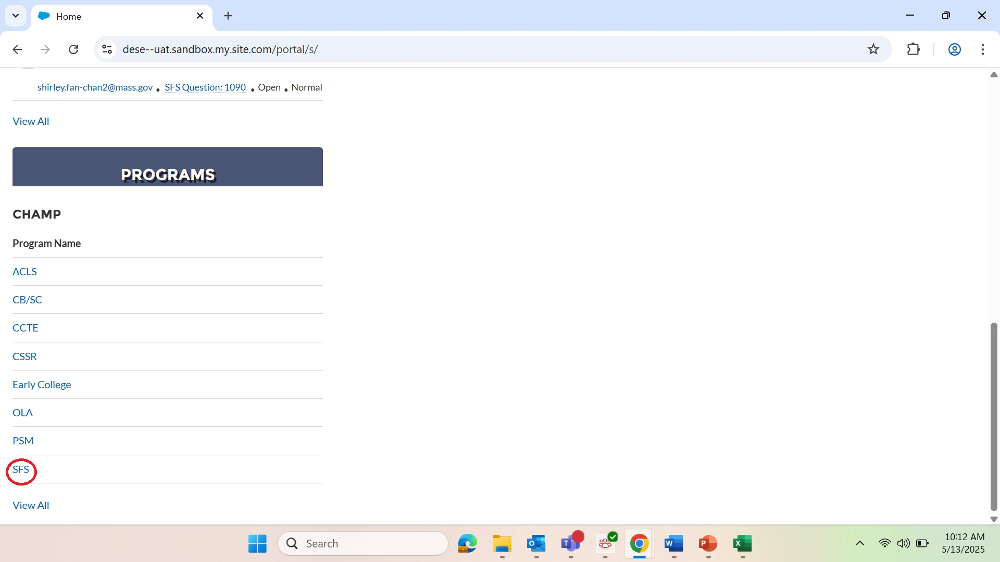 Home
dese--uat.sandbox.my.site.com/portal/s/
shirley.fan-chan2@mass.gov • SFS Question: 1090 • Open • Normal
View All
PROGRAMS
CHAMP
Program Name
ACLS
CB/SC
CCTE
CSSR
Early College
OLA
PSM
SFS
View All
Search
10:12 AM
5/13/2025